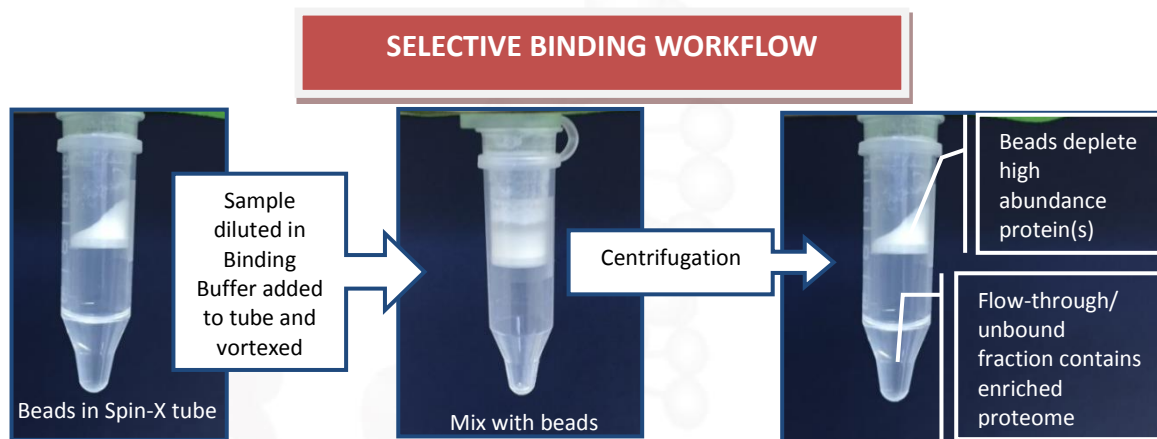 SELECTIVE BINDING WORKFLOW
Sample
diluted in
Binding
Buffer added
to tube and
vortexed
Beads in Spin-X tube
Centrifugation
Mix with beads
Beads deplete
high
abundance
protein(s)
Flow-through/
unbound
fraction contains
enriched
proteome